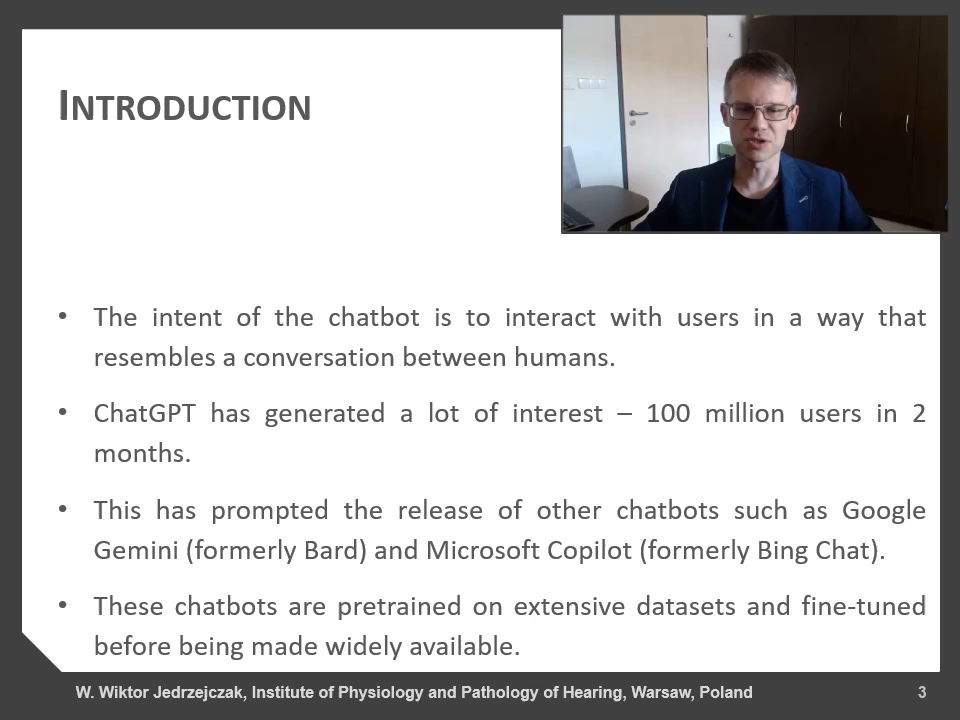 INTRODUCTION
• The intent of the chatbot is to interact with users in a way that
resembles a conversation between humans.
• ChatGPT has generated a lot of interest – 100 million users in 2
months.
• This has prompted the release of other chatbots such as Google
Gemini (formerly Bard) and Microsoft Copilot (formerly Bing Chat).
• These chatbots are pretrained on extensive datasets and fine-tuned
before being made widely available.
W. Wiktor Jedrzejczak, Institute of Physiology and Pathology of Hearing, Warsaw, Poland
3